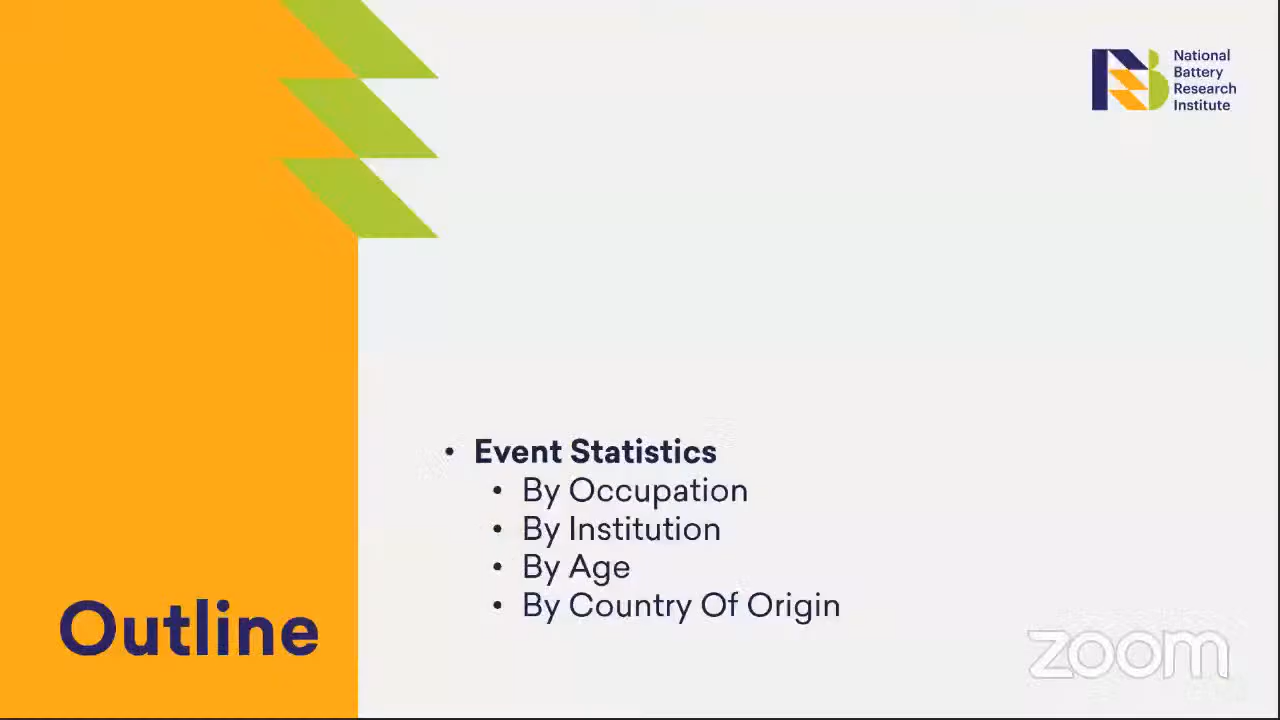 National
Battery
Research
Institute
• Event Statistics
• By Occupation
• By Institution
• By Age
• By Country Of Origin
Outline
zoom